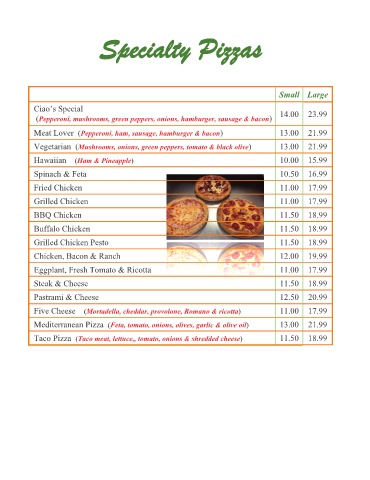 Specialty Pizzas
Small Large
Ciao's Special
(Pepperoni, mushrooms, green peppers, onions, hamburger, sausage & bacon) 14.00 23.99
Meat Lover (Pepperoni, ham, sausage, hamburger & bacon) 13.00 21.99
Vegetarian (Mushrooms, onions, green peppers, tomato & black olive) 13.00 21.99
Hawaiian (Ham & Pineapple) 10.00 15.99
Spinach & Feta 10.50 16.99
Fried Chicken 11.00 17.99
Grilled Chicken 11.00 17.99
BBQ Chicken 11.50 18.99
Buffalo Chicken 11.50 18.99
Grilled Chicken Pesto 11.50 18.99
Chicken, Bacon & Ranch 12.00 19.99
Eggplant, Fresh Tomato & Ricotta 11.00 17.99
Steak & Cheese 11.50 18.99
Pastrami & Cheese 12.50 20.99
Five Cheese (Mortadella, cheddar, provolone, Romano & ricotta) 11.00 17.99
Mediterranean Pizza (Feta, tomato, onions, olives, garlic & olive oil) 13.00 21.99
Taco Pizza (Taco meat, lettuce,, tomato, onions & shredded cheese) 11.50 18.99